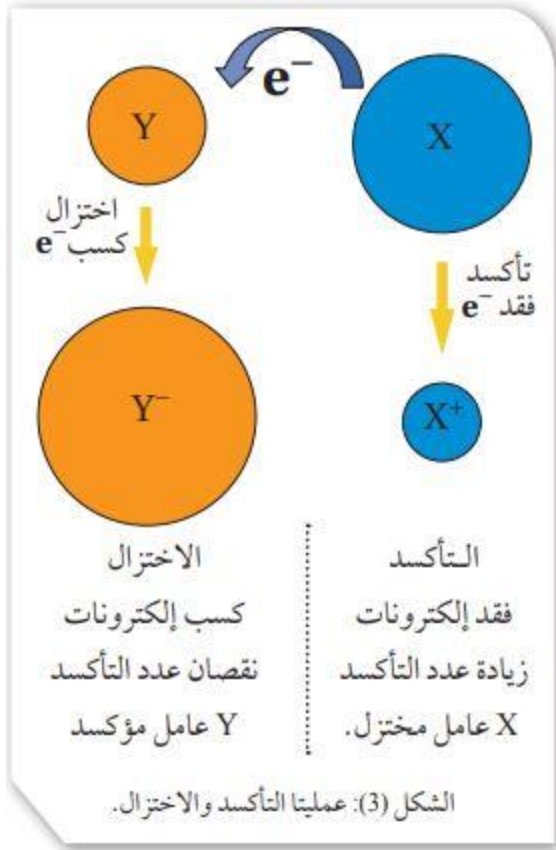 X
e⁻
Y
تأكسد
فقد e⁻
اختزال
كسب e⁻
X⁺
Y⁻
الـتأكسد
فقد إلكترونات
زيادة عدد التأكسد
X عامل مختزل.
الاختزال
كسب إلكترونات
نقصان عدد التأكسد
Y عامل مؤكسد
الشكل (3): عمليتا التأكسد والاختزال.